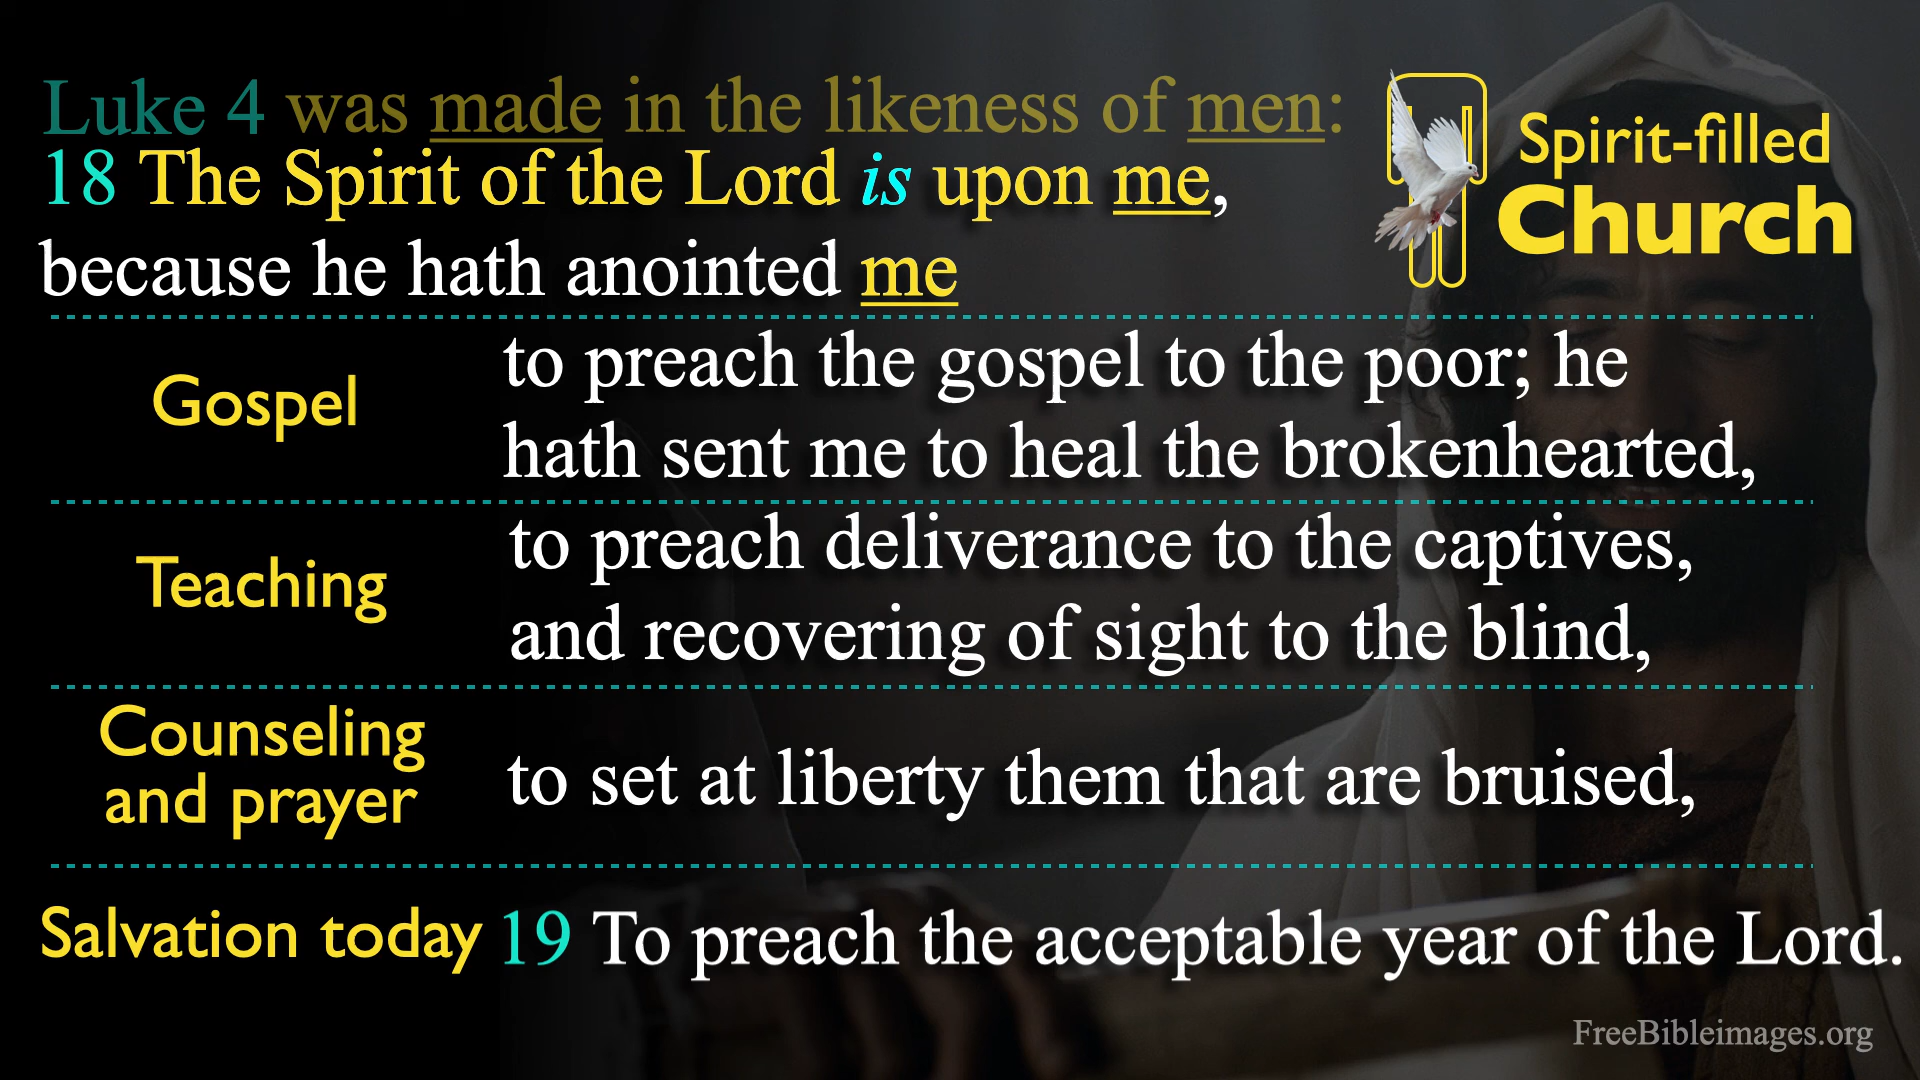 Luke 4 was made in the likeness of men:
18 The Spirit of the Lord is upon me,
because he hath anointed me
Spirit-filled
Church
Gospel
to preach the gospel to the poor; he
hath sent me to heal the brokenhearted,
Teaching
to preach deliverance to the captives,
and recovering of sight to the blind,
Counseling
and prayer
to set at liberty them that are bruised,
Salvation today 19 To preach the acceptable year of the Lord.
FreeBibleimages.org